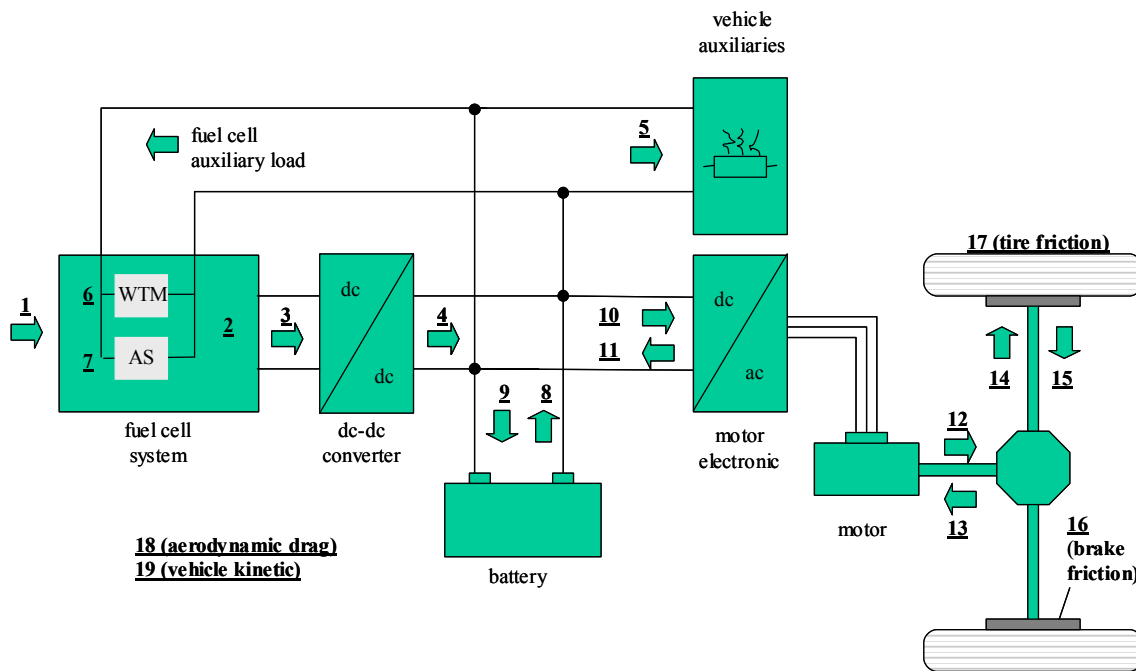 vehicle
auxiliaries
5
fuel cell
auxiliary load
17 (tire friction)
1
6
WTM
2
3
dc
4
10
dc
7
AS
11
dc
ac
14
15
9
8
12
fuel cell
system
dc-dc
converter
motor
electronic
motor
13
16
(brake
friction)
18 (aerodynamic drag)
19 (vehicle kinetic)
battery